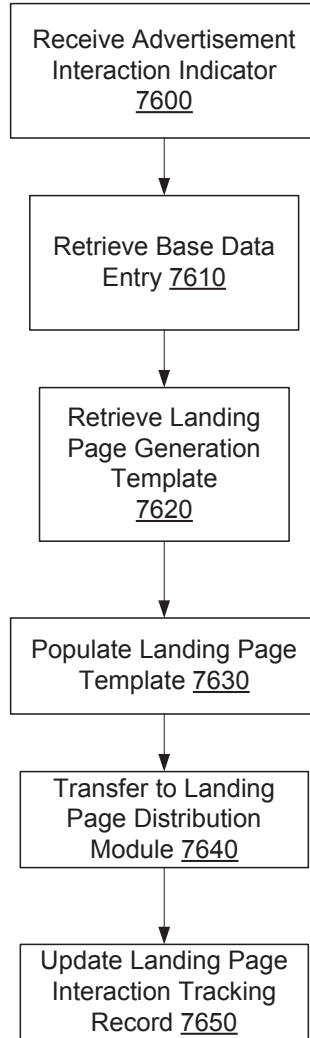 Receive Advertisement
Interaction Indicator
7600
Retrieve Base Data
Entry 7610
Retrieve Landing
Page Generation
Template
7620
Populate Landing Page
Template 7630
Transfer to Landing
Page Distribution
Module 7640
Update Landing Page
Interaction Tracking
Record 7650